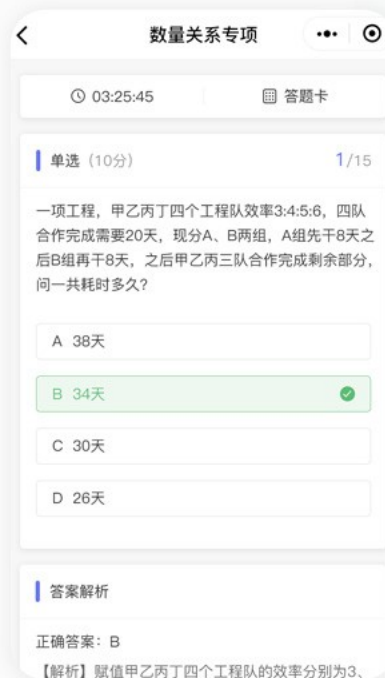 数量关系专项
03:25:45
答题卡
单选（10分）
1/15
一项工程，甲乙丙丁四个工程队效率3:4:5:6，四队
合作完成需要20天，现分A、B两组，A组先干8天之
后B组再干8天，之后甲乙丙三队合作完成剩余部分，
问一共耗时多久?
A 38天
B 34天
C 30天
D 26天
答案解析
正确答案：B
【解析】赋值甲乙丙丁四个工程队的效率分别为3、